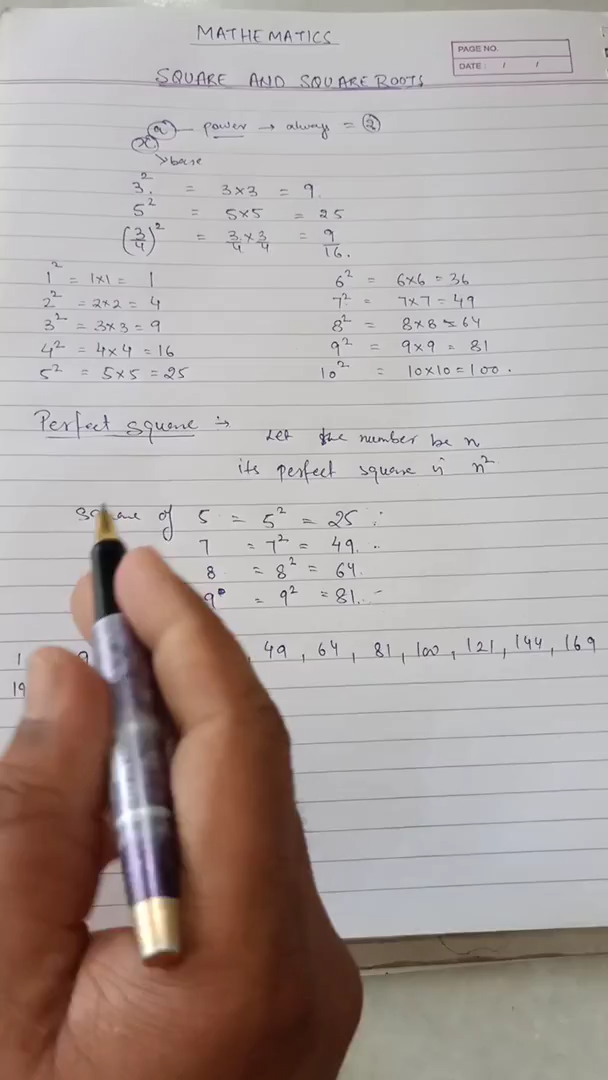 MATHEMATICS
PAGE NO.
DATE : / /
SQUARE AND SQUARE ROOTS
x² — power → always = 2
base
3² = 3×3 = 9.
5² = 5×5 = 25
(3/4)² = 3/4 × 3/4 = 9/16.
1² = 1×1 = 1
2² = 2×2 = 4
3² = 3×3 = 9
4² = 4×4 = 16
5² = 5×5 = 25
6² = 6×6 = 36
7² = 7×7 = 49
8² = 8×8 = 64
9² = 9×9 = 81
10² = 10×10 = 100.
Perfect square :-
Let the number be n
its perfect square is n²
of 5 = 5² = 25
7 = 7² = 49.
8 = 8² = 64.
9 = 9² = 81.
49, 64, 81, 100, 121, 144, 169